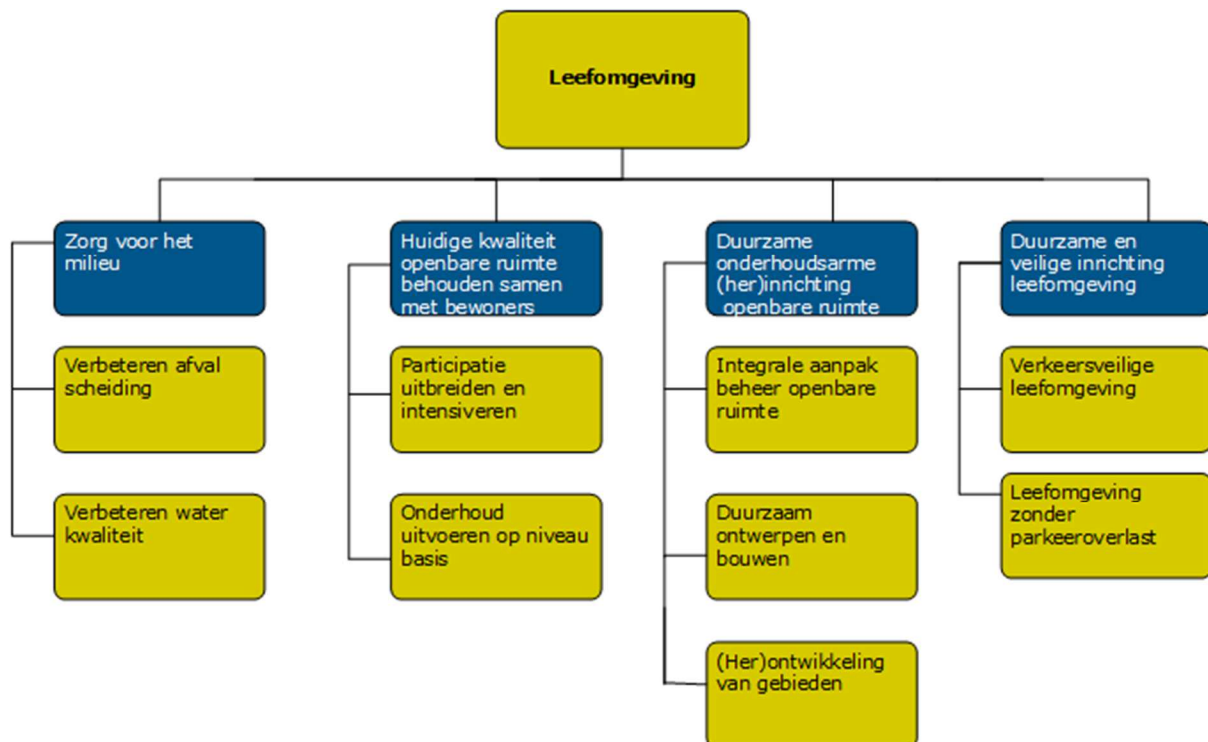 Leefomgeving
Zorg voor het
milieu
Huidige kwaliteit
openbare ruimte
behouden samen
met bewoners
Duurzame
onderhoudsarme
(her)inrichting
openbare ruimte
Duurzame en
veilige inrichting
leefomgeving
Verbeteren afval
scheiding
Participatie
uitbreiden en
intensiveren
Integrale aanpak
beheer openbare
ruimte
Verkeersveilige
leefomgeving
Verbeteren water
kwaliteit
Onderhoud
uitvoeren op niveau
basis
Duurzaam
ontwerpen en
bouwen
Leefomgeving
zonder
parkeeroverlast
(Her)ontwikkeling
van gebieden